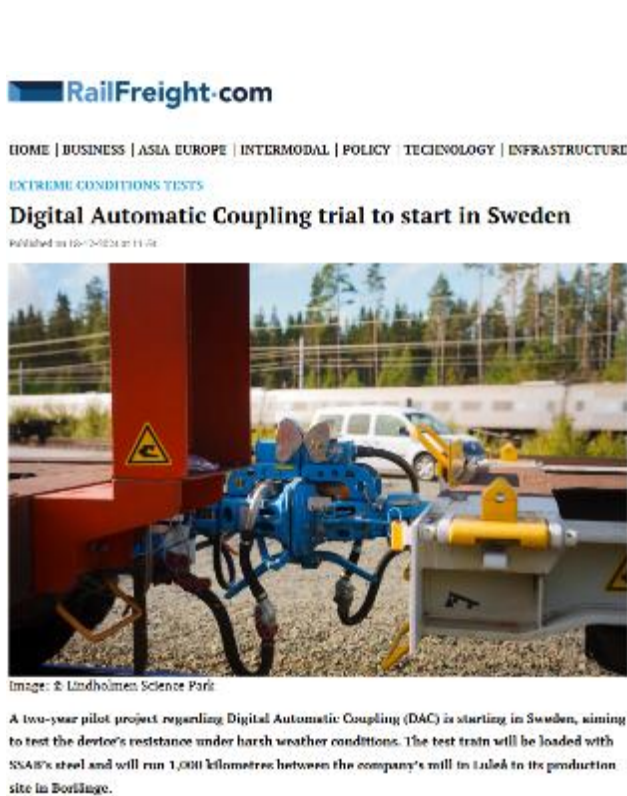 RailFreight.com
HOME | BUSINESS | ASIA EUROPE | INTERMODAL | POLICY | TECHNOLOGY | INFRASTRUCTURE
EXTREME CONDITIONS TESTS
Digital Automatic Coupling trial to start in Sweden
Published on
Image: © Lindholmen Science Park
A two-year pilot project regarding Digital Automatic Coupling (DAC) is starting in Sweden, aiming
to test the device's resistance under harsh weather conditions. The test train will be loaded with
SSAB's steel and will run 1,000 kilometres between the company's mill in Luleå to its production
site in Borlänge.